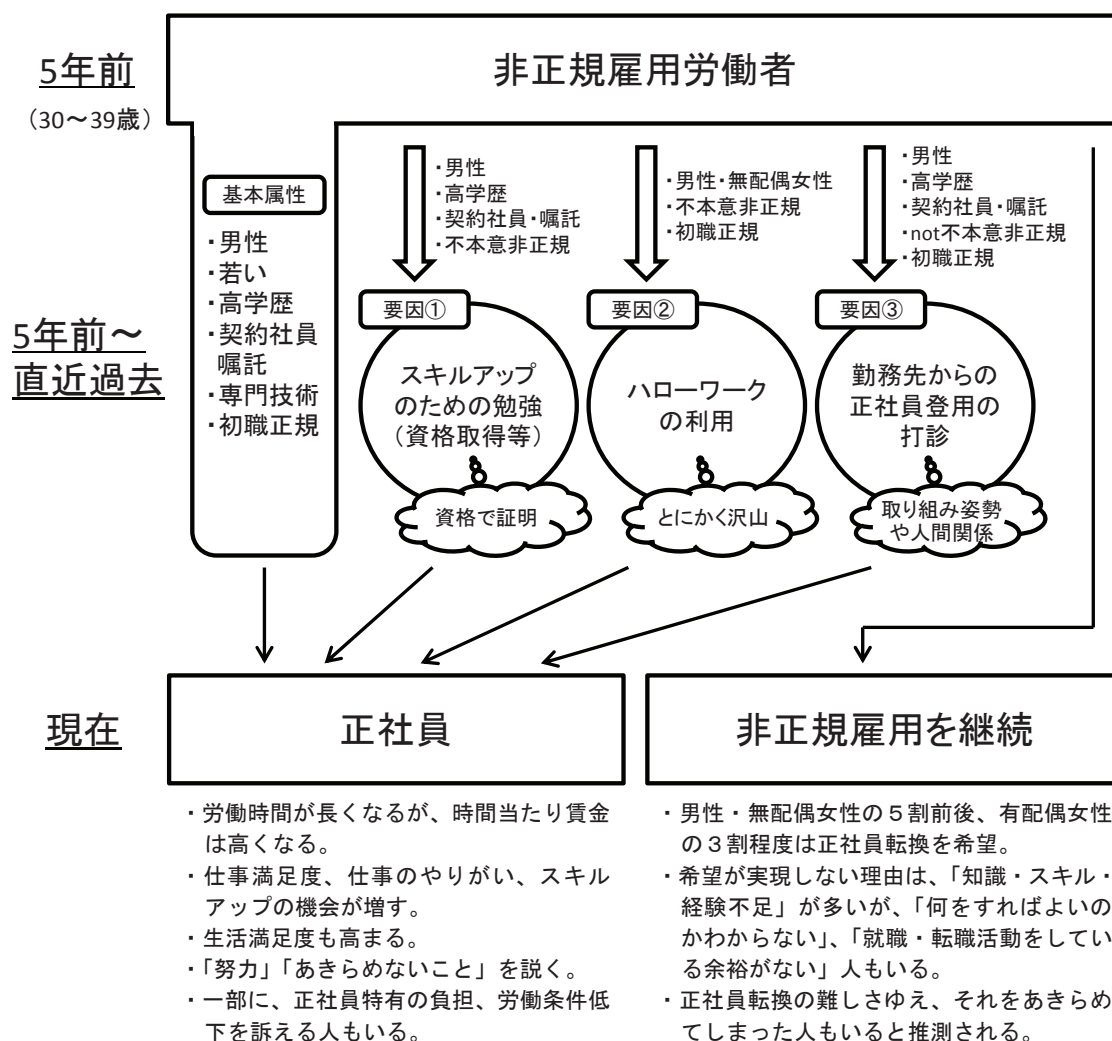 5年前
（30～39歳）
非正規雇用労働者
基本属性
・男性
・若い
・高学歴
・契約社員
嘱託
・専門技術
・初職正規
・男性
・高学歴
・契約社員・嘱託
・不本意非正規
・男性・無配偶女性
・不本意非正規
・初職正規
・男性
・高学歴
・契約社員・嘱託
・not不本意非正規
・初職正規
5年前～
直近過去
要因①
スキルアップ
のための勉強
（資格取得等）
資格で証明
要因②
ハローワーク
の利用
とにかく沢山
要因③
勤務先からの
正社員登用の
打診
取り組み姿勢
や人間関係
現在
正社員
非正規雇用を継続
・労働時間が長くなるが、時間当たり賃金
は高くなる。
・仕事満足度、仕事のやりがい、スキル
アップの機会が増す。
・生活満足度も高まる。
・「努力」「あきらめないこと」を説く。
・一部に、正社員特有の負担、労働条件低
下を訴える人もいる。
・男性・無配偶女性の５割前後、有配偶女性
の３割程度は正社員転換を希望。
・希望が実現しない理由は、「知識・スキル・
経験不足」が多いが、「何をすればよいの
かわからない」、「就職・転職活動をしてい
る余裕がない」人もいる。
・正社員転換の難しさゆえ、それをあきらめ
てしまった人もいると推測される。